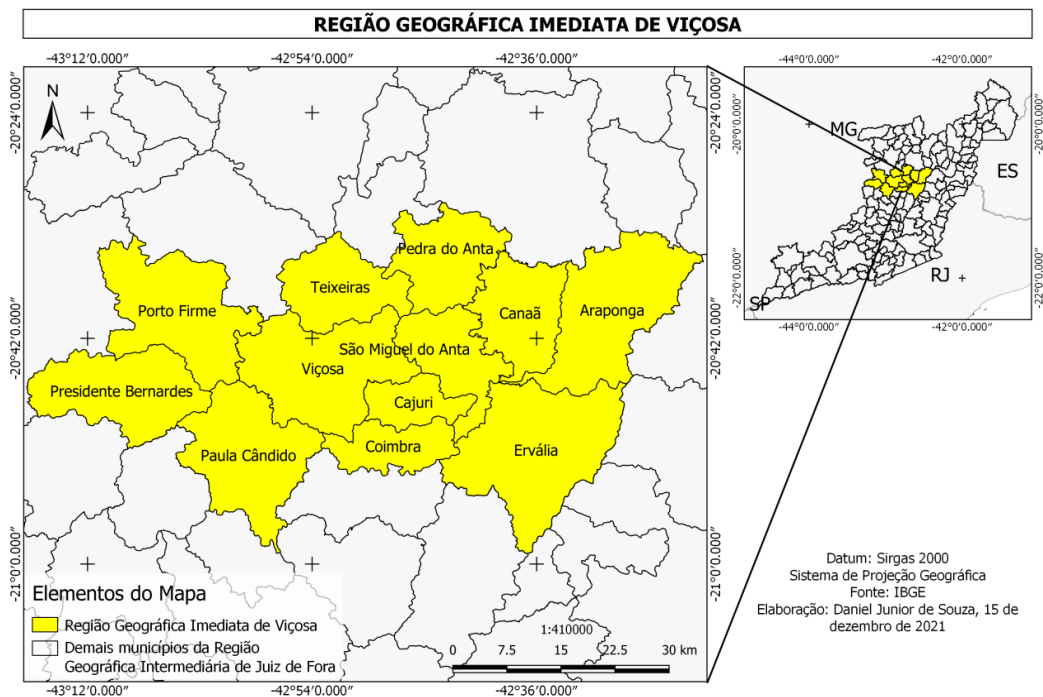 REGIÃO GEOGRÁFICA IMEDIATA DE VIÇOSA
-43°12'0.000" -42°54'0.000" -42°36'0.000"
-44°0'0.000" -42°0'0.000"
N
-20°24'0.000"
-20°24'0.000"
-20°0'0.000"
-20°0'0.000"
MG
ES
Pedra do Anta
Teixeiras
Porto Firme
Canaã
Araponga
RJ
-22°0'0.000"
-22°0'0.000"
SP
-44°0'0.000" -42°0'0.000"
-20°42'0.000"
-20°42'0.000"
São Miguel do Anta
Viçosa
Presidente Bernardes
Cajuri
Coimbra
Paula Cândido
Ervália
-21°0'0.000"
-21°0'0.000"
Elementos do Mapa
Região Geográfica Imediata de Viçosa
Demais municípios da Região
Geográfica Intermediária de Juiz de Fora
1:410000
0 7.5 15 22.5 30 km
-43°12'0.000" -42°54'0.000" -42°36'0.000"
Datum: Sirgas 2000
Sistema de Projeção Geográfica
Fonte: IBGE
Elaboração: Daniel Junior de Souza, 15 de
dezembro de 2021